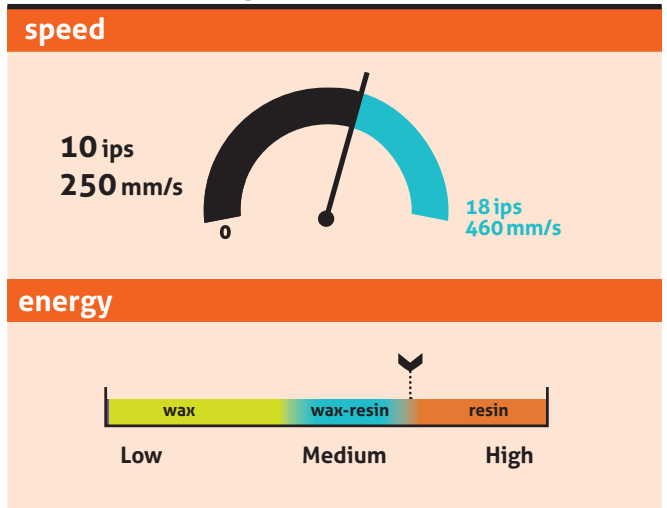 speed
10 ips
250 mm/s
0
18 ips
460 mm/s
energy
wax wax-resin resin
Low Medium High